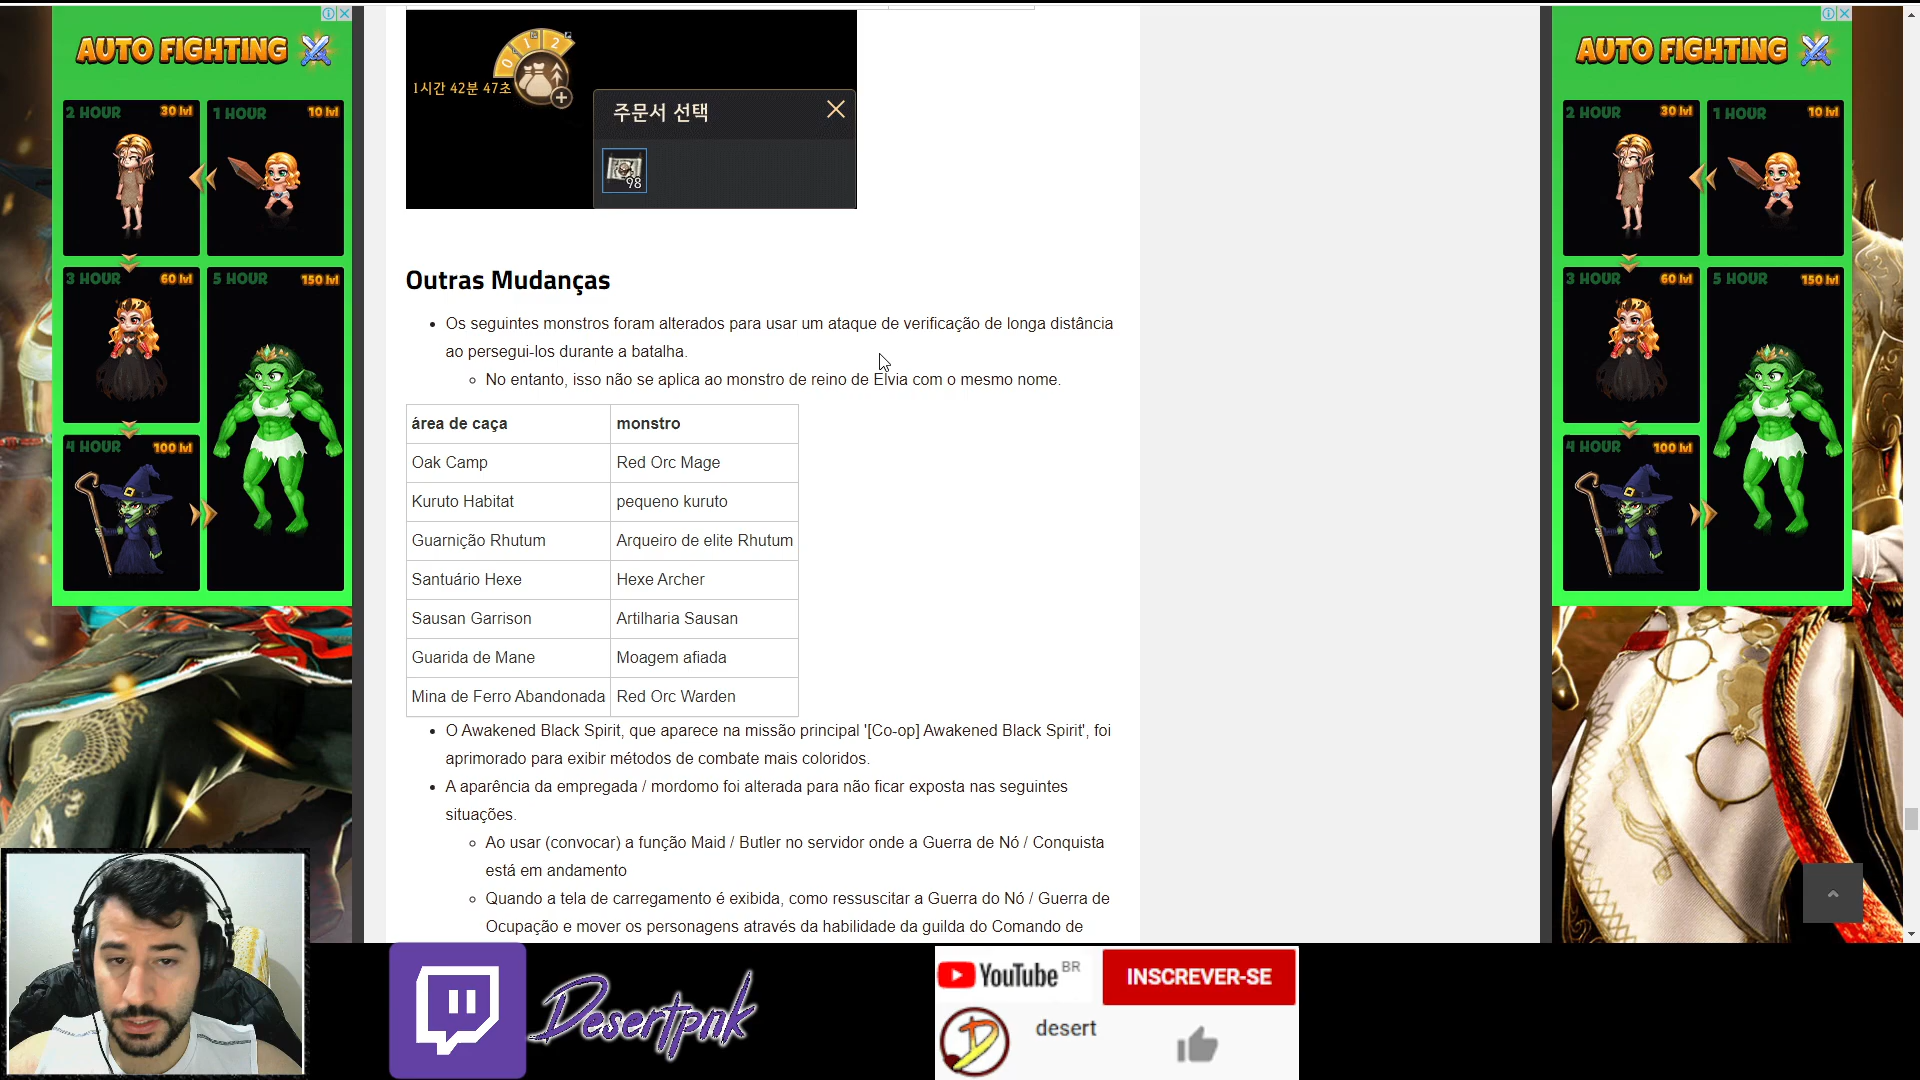 AUTO FIGHTING
2 HOUR 30 lvl
1 HOUR 10 lvl
3 HOUR 60 lvl
5 HOUR 150 lvl
4 HOUR 100 lvl
0 1 2
1시간 42분 47초
주문서 선택
98
Outras Mudanças
Os seguintes monstros foram alterados para usar um ataque de verificação de longa distância
ao persegui-los durante a batalha.
No entanto, isso não se aplica ao monstro de reino de Elvia com o mesmo nome.
área de caça monstro
Oak Camp Red Orc Mage
Kuruto Habitat pequeno kuruto
Guarnição Rhutum Arqueiro de elite Rhutum
Santuário Hexe Hexe Archer
Sausan Garrison Artilharia Sausan
Guarida de Mane Moagem afiada
Mina de Ferro Abandonada Red Orc Warden
O Awakened Black Spirit, que aparece na missão principal '[Co-op] Awakened Black Spirit', foi
aprimorado para exibir métodos de combate mais coloridos.
A aparência da empregada / mordomo foi alterada para não ficar exposta nas seguintes
situações.
Ao usar (convocar) a função Maid / Butler no servidor onde a Guerra de Nó / Conquista
está em andamento
Quando a tela de carregamento é exibida, como ressuscitar a Guerra do Nó / Guerra de
Ocupação e mover os personagens através da habilidade da guilda do Comando de
AUTO FIGHTING
2 HOUR 30 lvl
1 HOUR 10 lvl
3 HOUR 60 lvl
5 HOUR 150 lvl
4 HOUR 100 lvl
Desertpnk
YouTube BR
INSCREVER-SE
D
desert